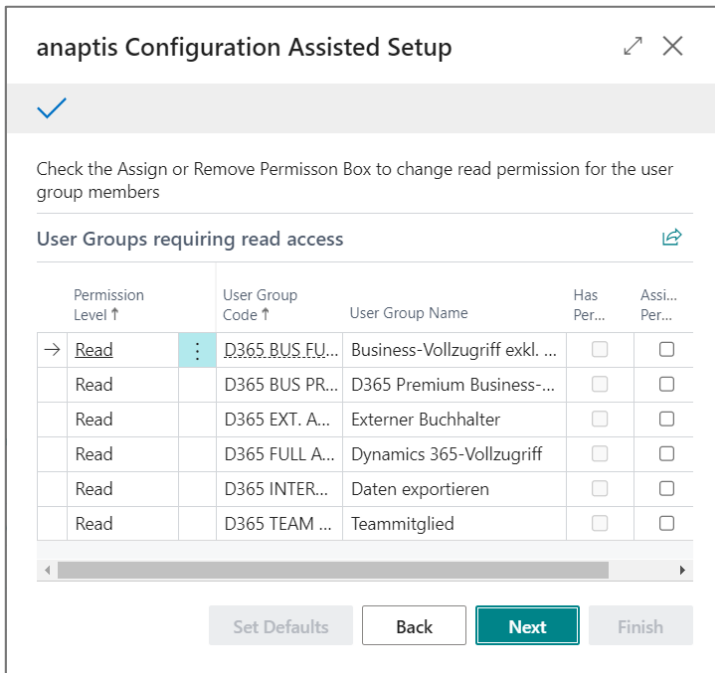 anaptis Configuration Assisted Setup
Check the Assign or Remove Permisson Box to change read permission for the user
group members
User Groups requiring read access
Permission Level ↑ User Group Code ↑ User Group Name Has Per... Assi... Per...
→ Read ⋮ D365 BUS FU... Business-Vollzugriff exkl. ...
Read D365 BUS PR... D365 Premium Business-...
Read D365 EXT. A... Externer Buchhalter
Read D365 FULL A... Dynamics 365-Vollzugriff
Read D365 INTER... Daten exportieren
Read D365 TEAM ... Teammitglied
Set Defaults Back Next Finish